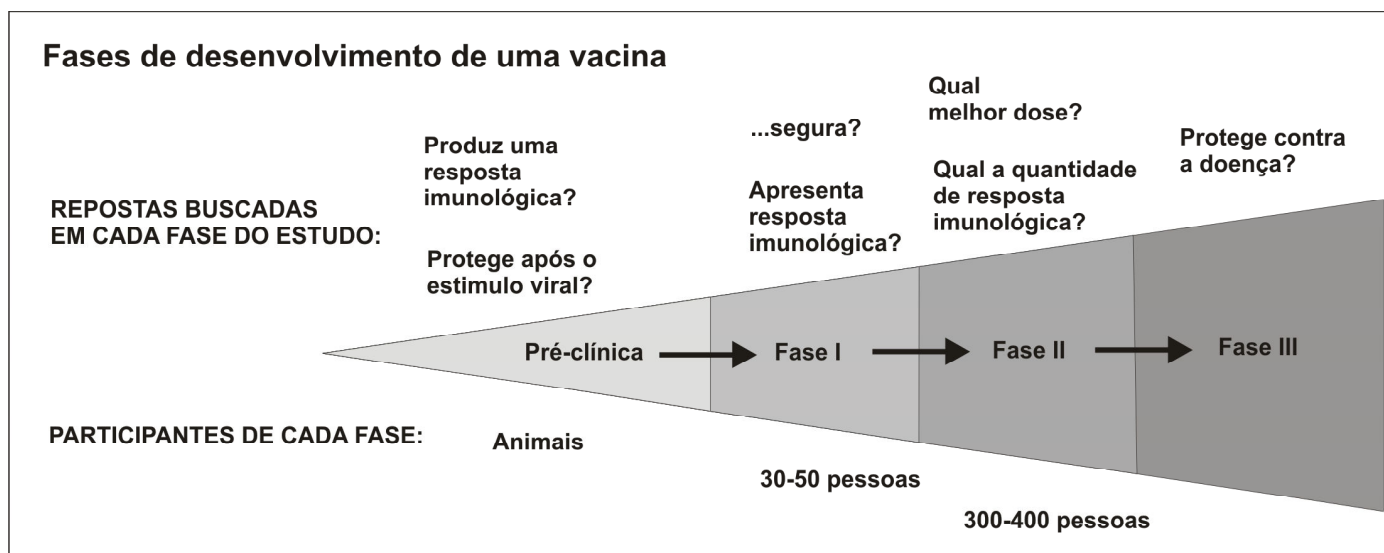 Fases de desenvolvimento de uma vacina
REPOSTAS BUSCADAS
EM CADA FASE DO ESTUDO:
Produz uma
resposta
imunológica?
Protege após o
estimulo viral?
...segura?
Apresenta
resposta
imunológica?
Qual
melhor dose?
Qual a quantidade
de resposta
imunológica?
Protege contra
a doença?
Pré-clínica
Fase I
Fase II
Fase III
PARTICIPANTES DE CADA FASE:
Animais
30-50 pessoas
300-400 pessoas